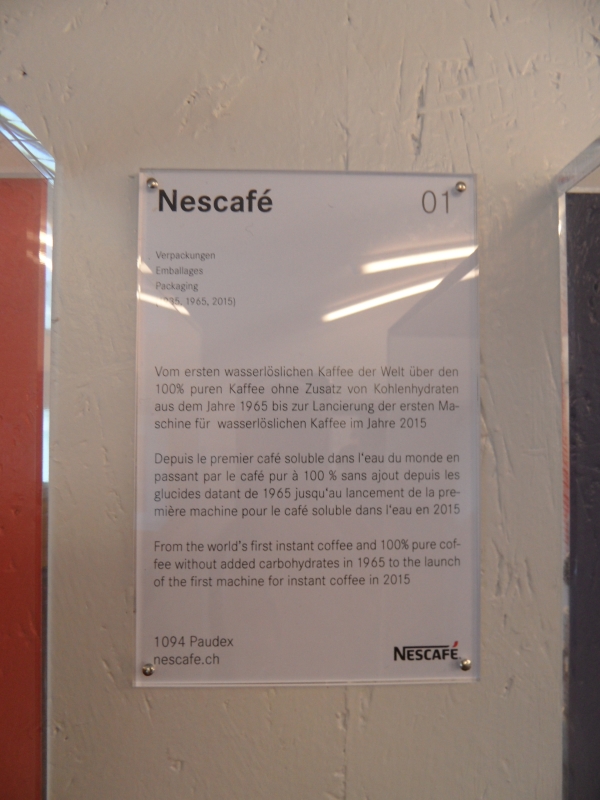 Nescafé 01
Verpackungen
Emballages
Packaging
1965, 2015)
Vom ersten wasserlöslichen Kaffee der Welt über den
100% puren Kaffee ohne Zusatz von Kohlenhydraten
aus dem Jahre 1965 bis zur Lancierung der ersten Ma-
schine für wasserlöslichen Kaffee im Jahre 2015
Depuis le premier café soluble dans l'eau du monde en
passant par le café pur à 100 % sans ajout depuis les
glucides datant de 1965 jusqu'au lancement de la pre-
mière machine pour le café soluble dans l'eau en 2015
From the world's first instant coffee and 100% pure cof-
fee without added carbohydrates in 1965 to the launch
of the first machine for instant coffee in 2015
1094 Paudex
nescafe.ch
NESCAFÉ